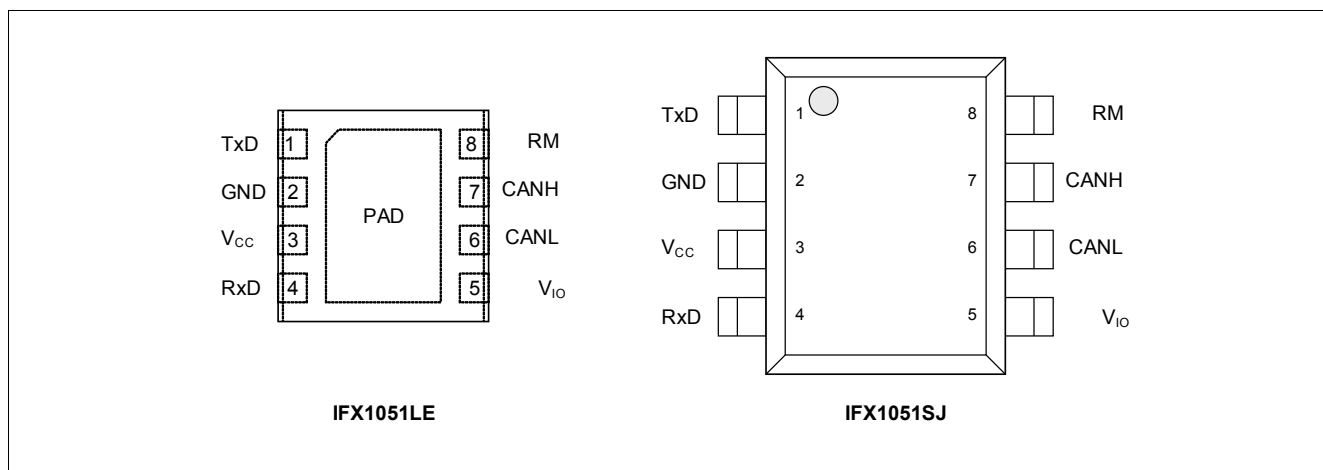 TxD 1 8 RM
GND 2 7 CANH
PAD
VCC 3 6 CANL
RxD 4 5 VIO
IFX1051LE
TxD 1 8 RM
GND 2 7 CANH
VCC 3 6 CANL
RxD 4 5 VIO
IFX1051SJ